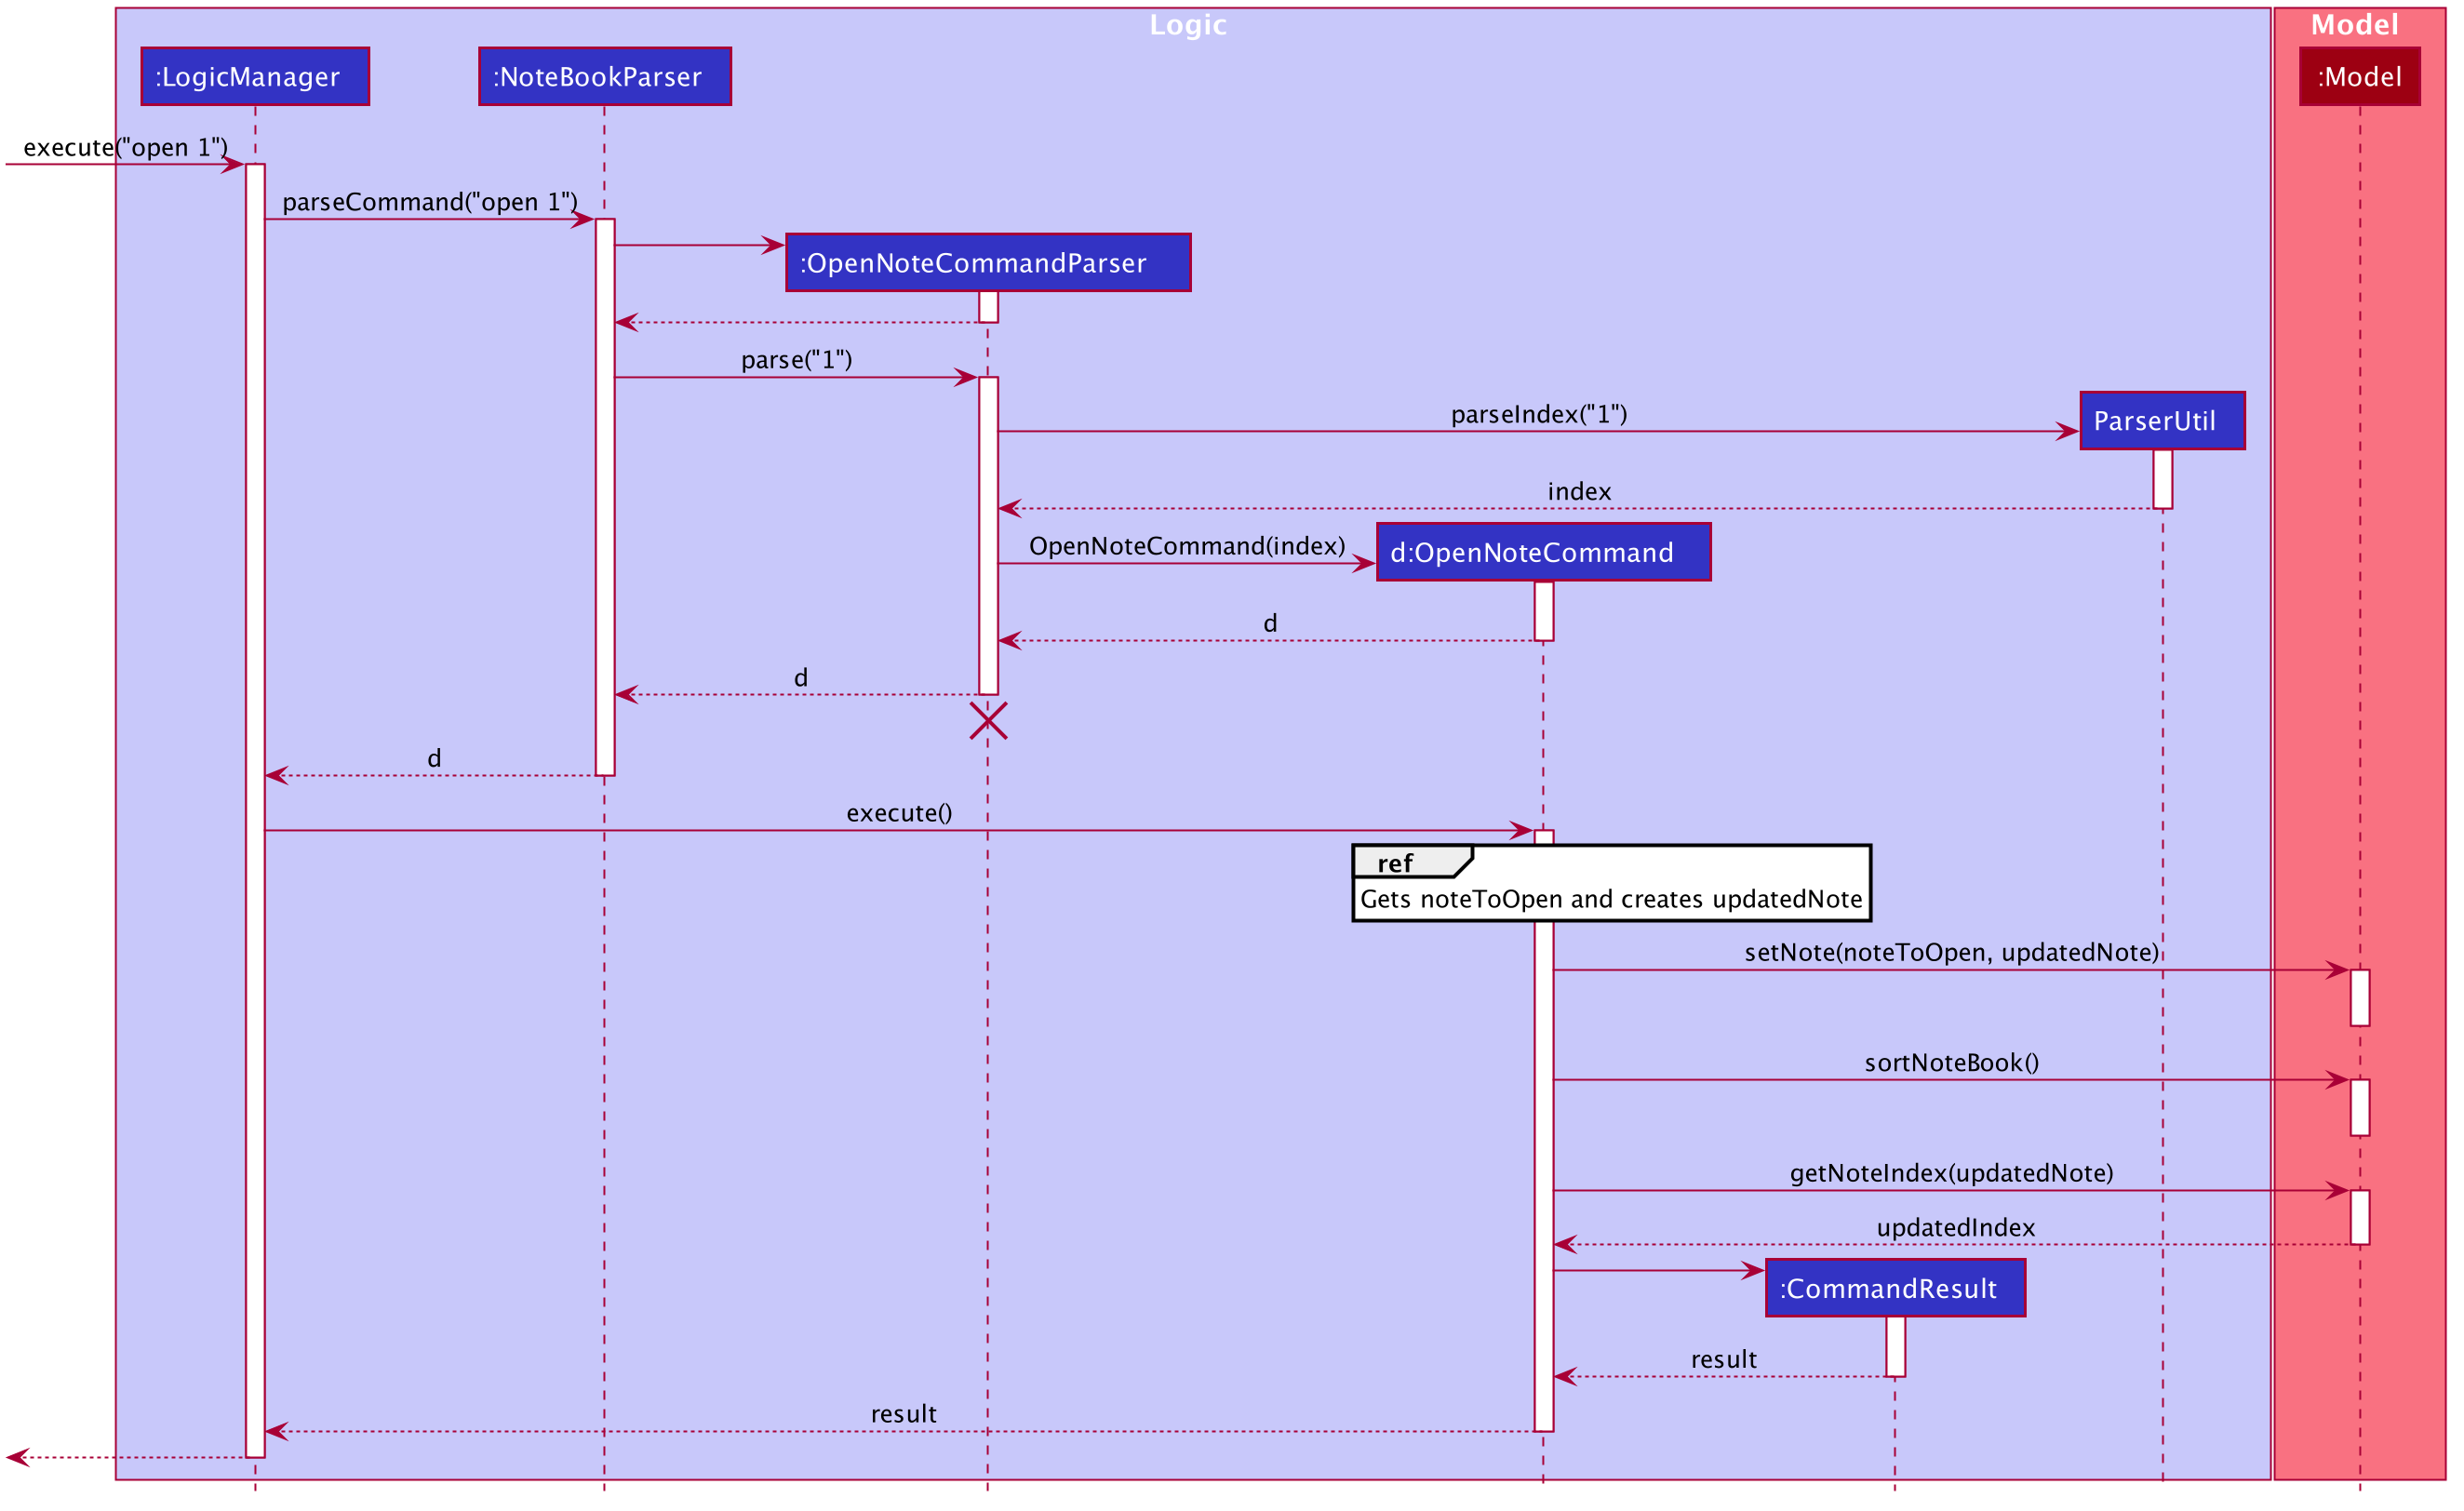 Logic
Model
:LogicManager
:NoteBookParser
:Model
execute("open 1")
parseCommand("open 1")
:OpenNoteCommandParser
parse("1")
parseIndex("1")
ParserUtil
index
OpenNoteCommand(index)
d:OpenNoteCommand
d
d
d
execute()
ref
Gets noteToOpen and creates updatedNote
setNote(noteToOpen, updatedNote)
sortNoteBook()
getNoteIndex(updatedNote)
updatedIndex
:CommandResult
result
result